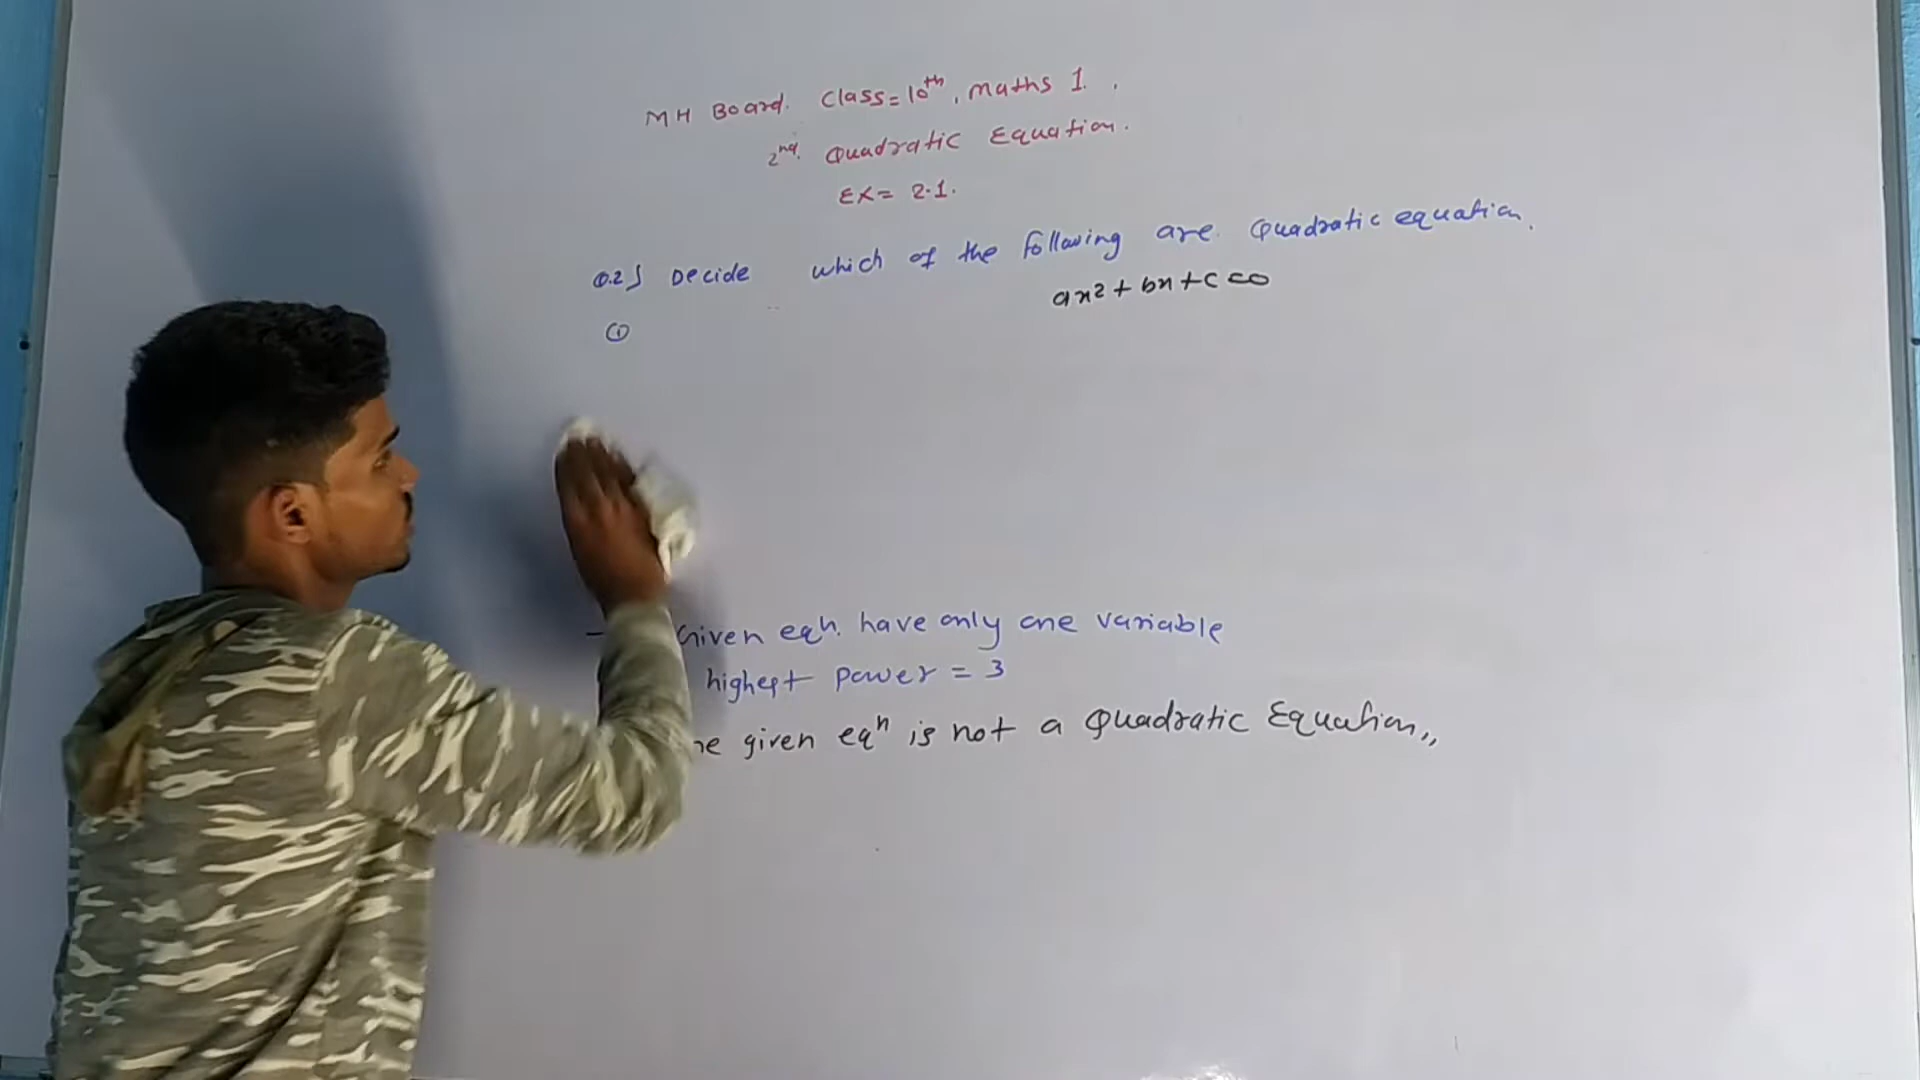 MH Board. Class = 10th, Maths 1.
2nd. Quadratic Equation.
EX = 2.1.
Q.2] Decide which of the following are Quadratic equation.
ax² + bx + c = 0
①
Given eqn. have only one variable
highest power = 3
he given eqn is not a Quadratic Equation,,